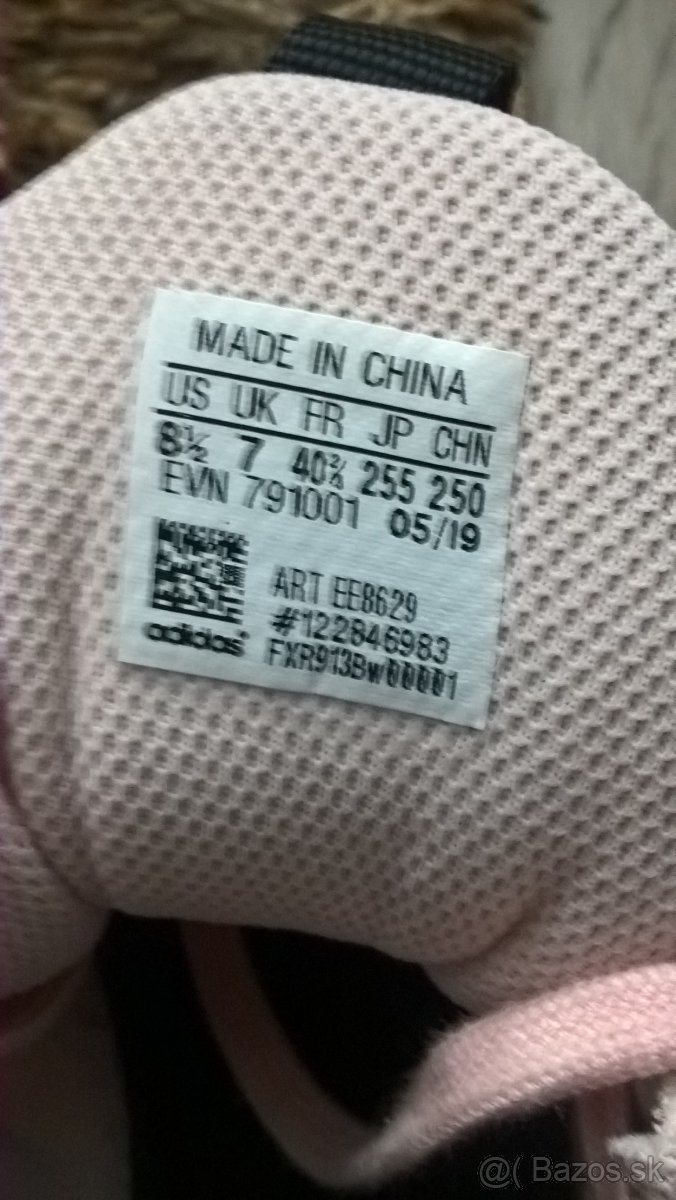 MADE IN CHINA
US UK FR JP CHN
8½ 7 40⅔ 255 250
EVN 791001 05/19
ART EE8629
#122846983
adidas
FXR913Bw00001
@( Bazos.sk